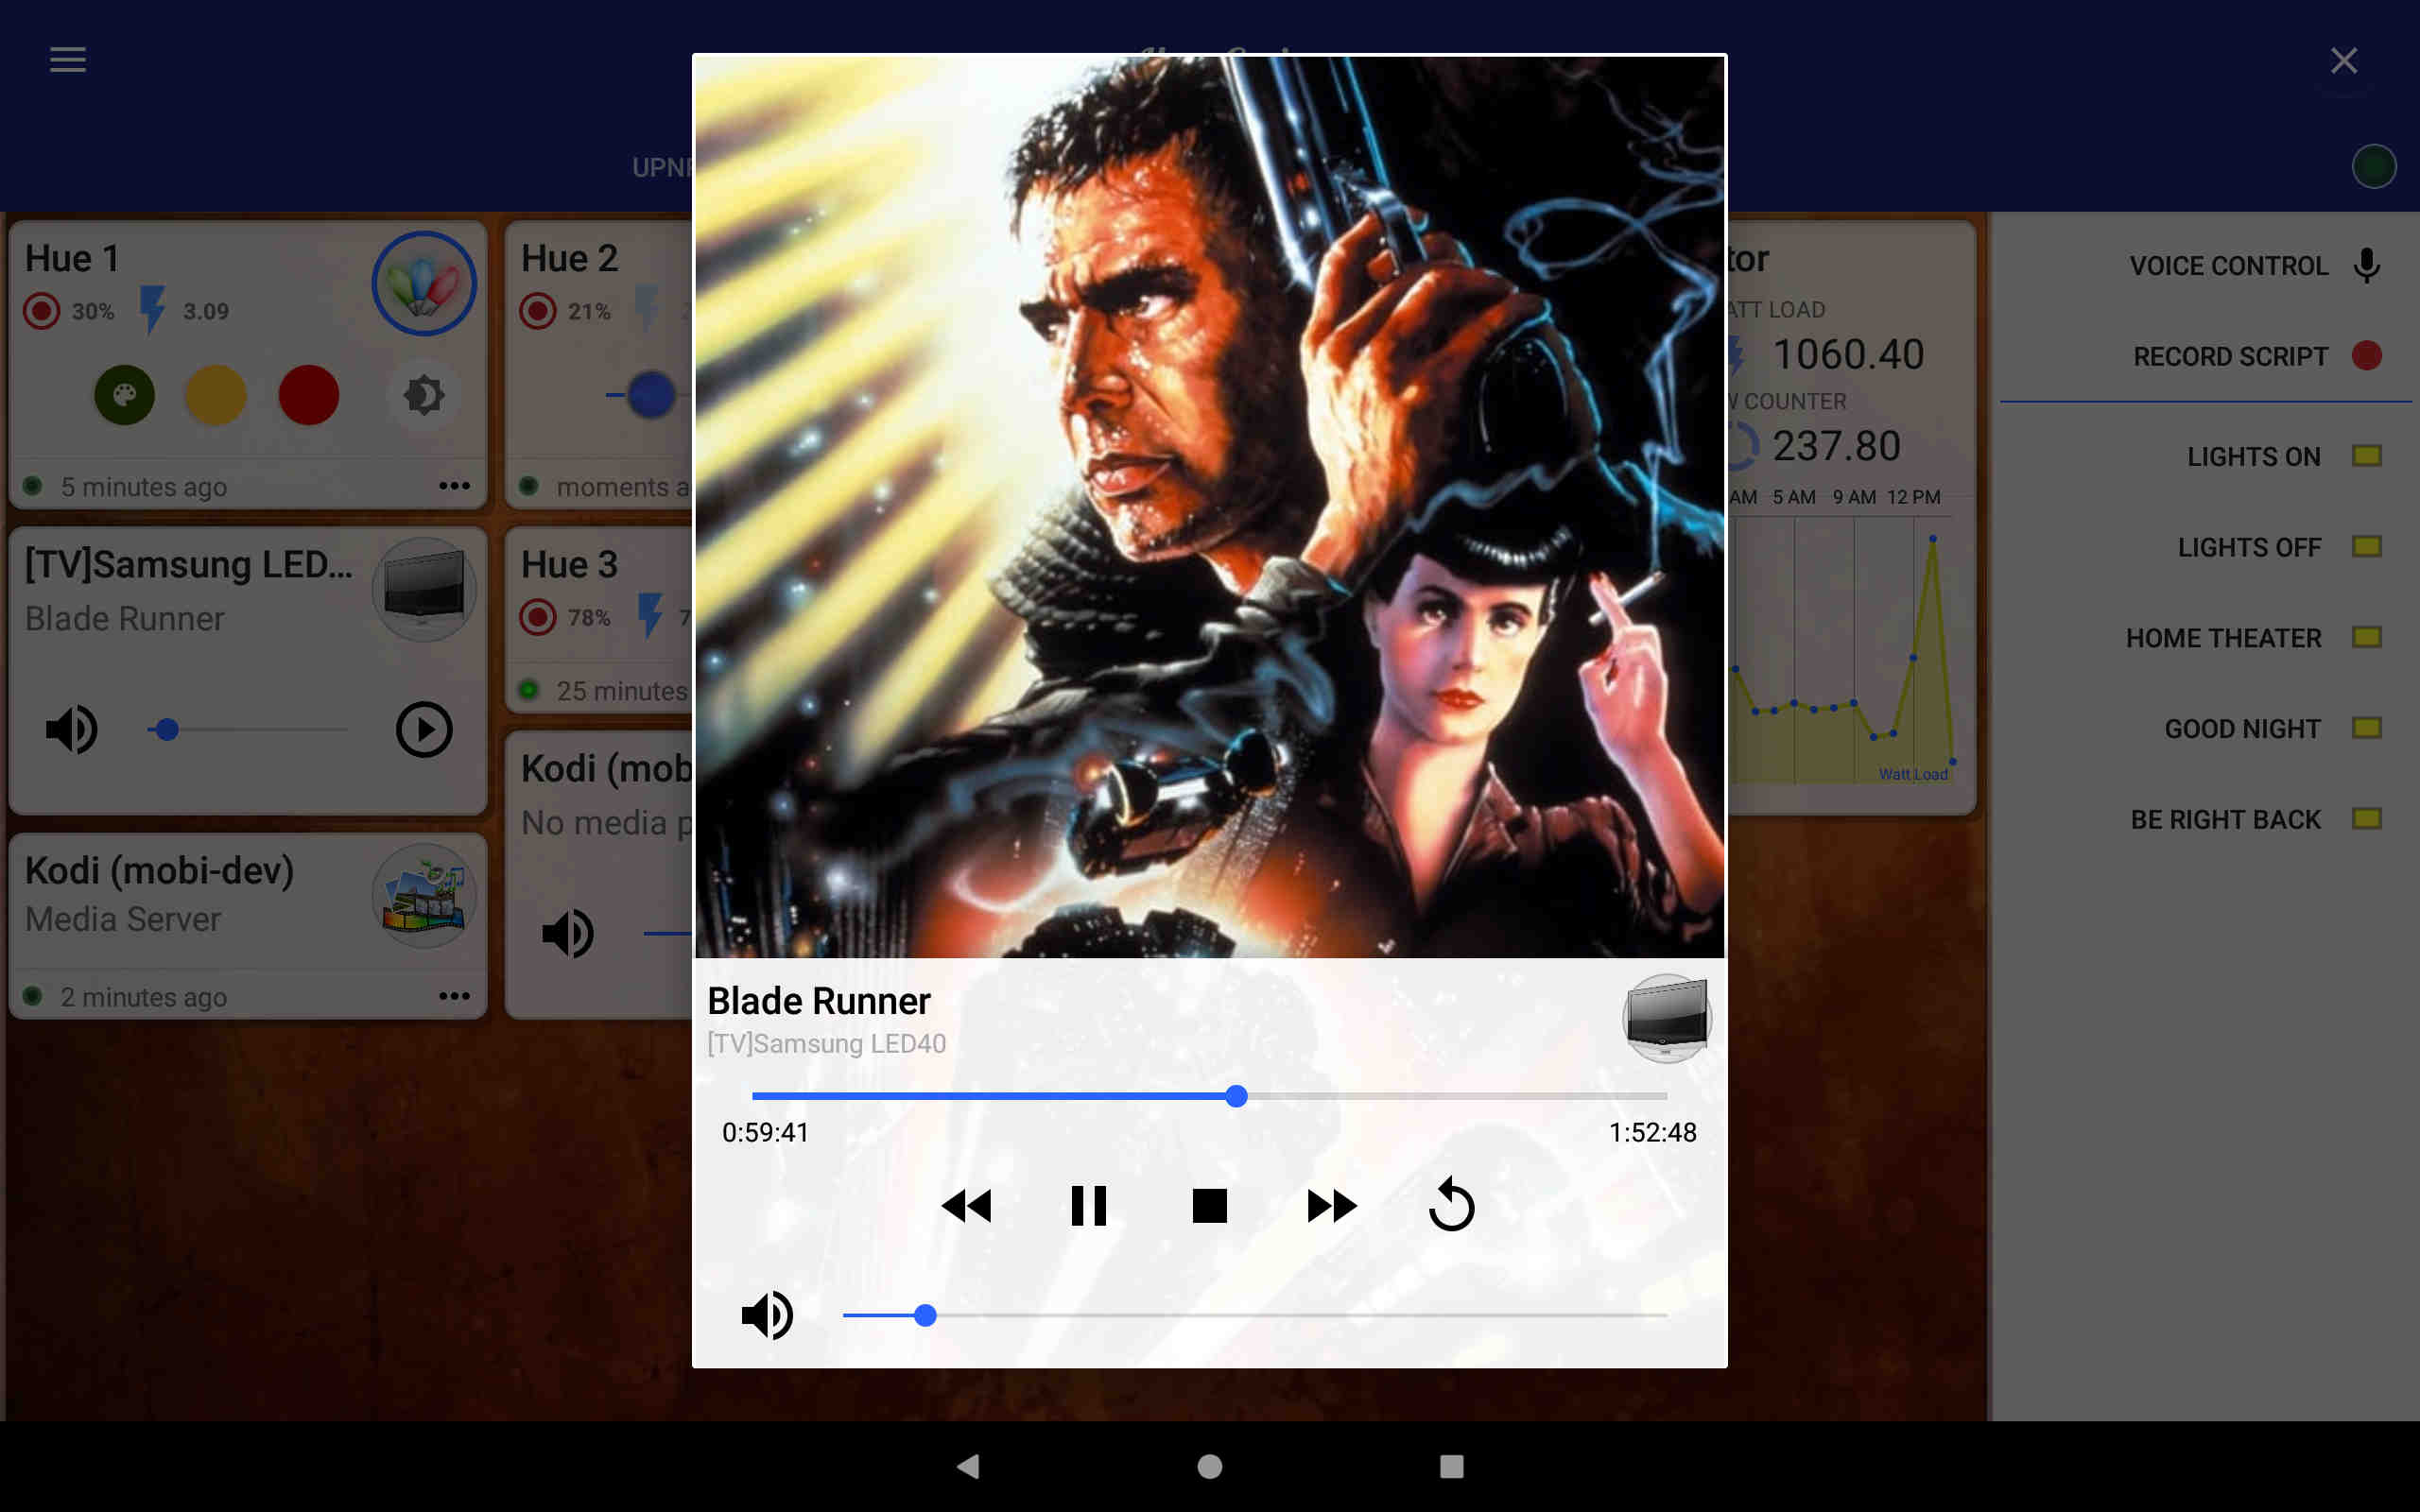 Hue 1
30% 3.09
5 minutes ago
[TV]Samsung LED...
Blade Runner
Kodi (mobi-dev)
Media Server
2 minutes ago
Hue 2
21%
moments a
Hue 3
78% 7
25 minutes
Kodi (mob
No media p
Blade Runner
[TV]Samsung LED40
0:59:41 1:52:48
tor
ATT LOAD
1060.40
COUNTER
237.80
AM 5 AM 9 AM 12 PM
Watt Load
VOICE CONTROL
RECORD SCRIPT
LIGHTS ON
LIGHTS OFF
HOME THEATER
GOOD NIGHT
BE RIGHT BACK